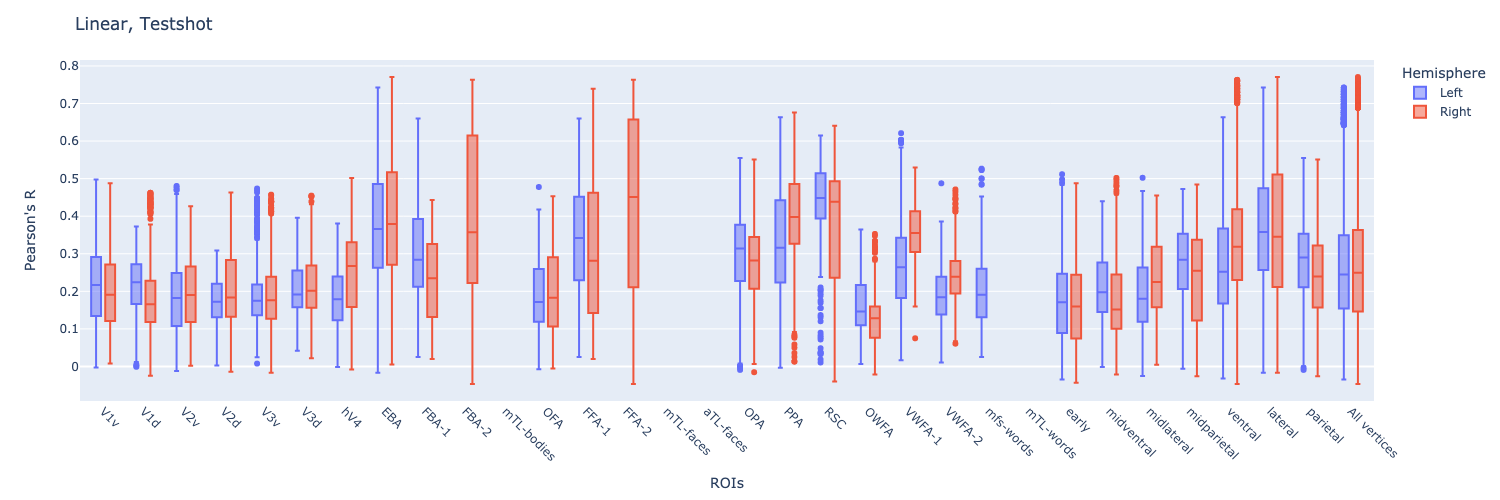 Linear, Testshot
Hemisphere
Left
Right
Pearson's R
0.8
0.7
0.6
0.5
0.4
0.3
0.2
0.1
0
V1v
V1d
V2v
V2d
V3v
V3d
hV4
EBA
FBA-1
FBA-2
mTL-bodies
OFA
FFA-1
FFA-2
mTL-faces
aTL-faces
OPA
PPA
RSC
OWFA
VWFA-1
VWFA-2
mfs-words
mTL-words
early
midventral
midlateral
midparietal
ventral
lateral
parietal
All vertices
ROIs